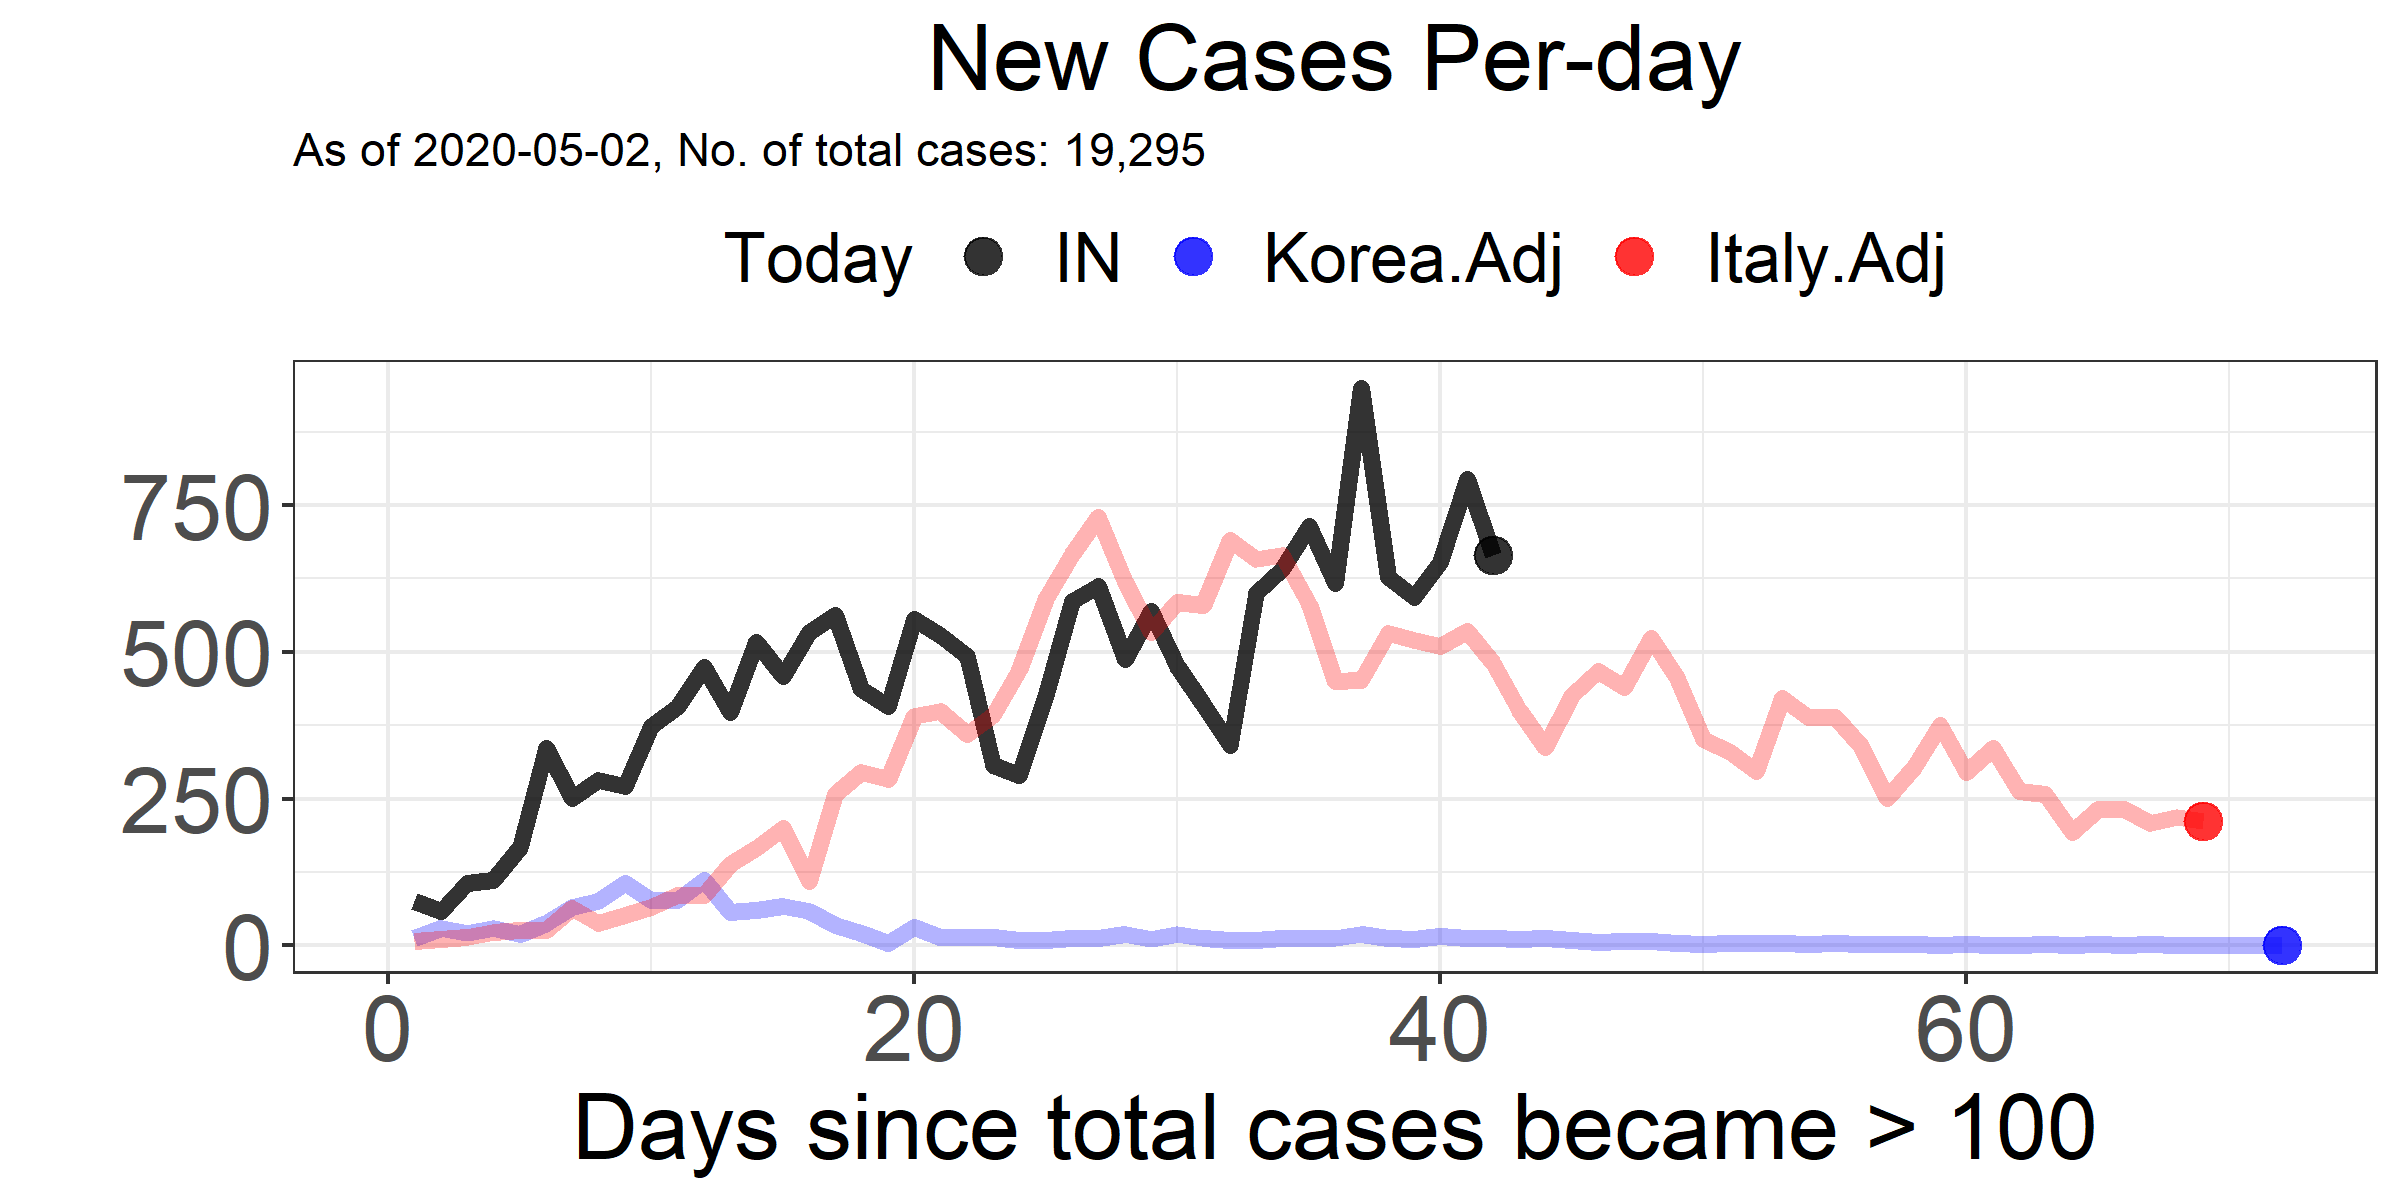 New Cases Per-day
As of 2020-05-02, No. of total cases: 19,295
Today IN Korea.Adj Italy.Adj
750
500
250
0
0 20 40 60
Days since total cases became > 100